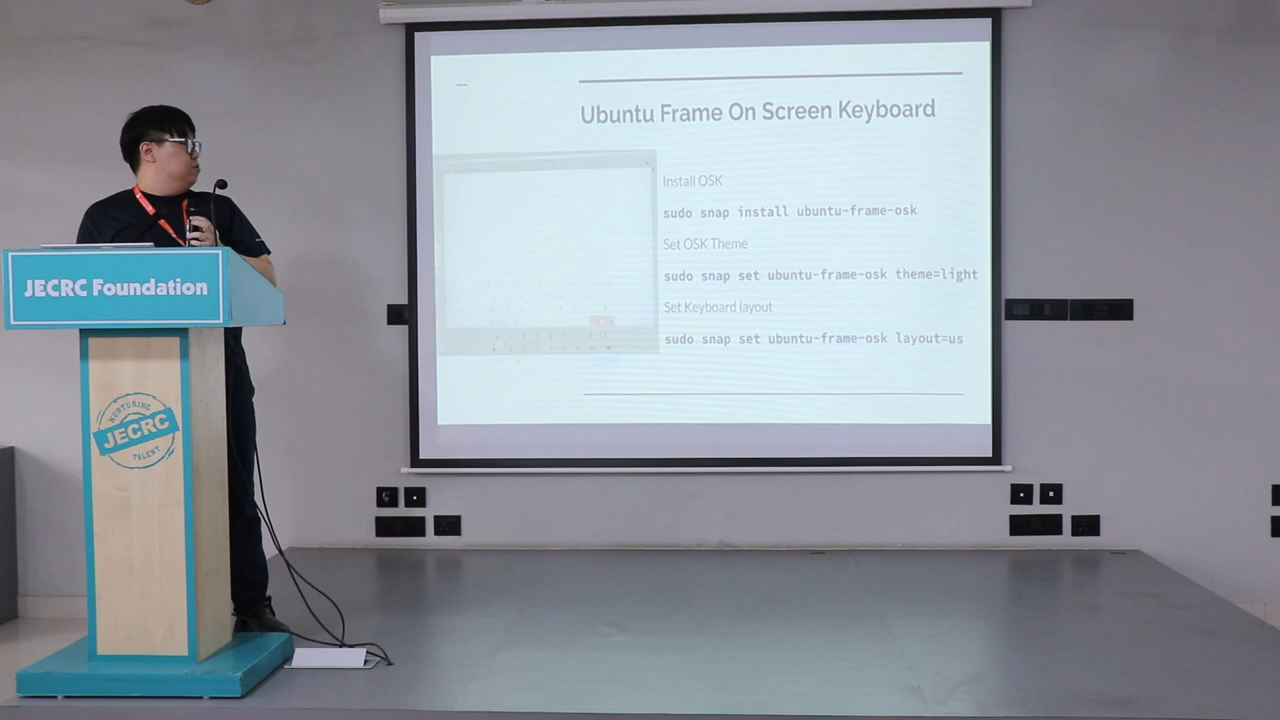 Ubuntu Frame On Screen Keyboard
Install OSK
sudo snap install ubuntu-frame-osk
Set OSK Theme
sudo snap set ubuntu-frame-osk theme=light
Set Keyboard layout
sudo snap set ubuntu-frame-osk layout=us
JECRC Foundation
NURTURING
JECRC
TALENT